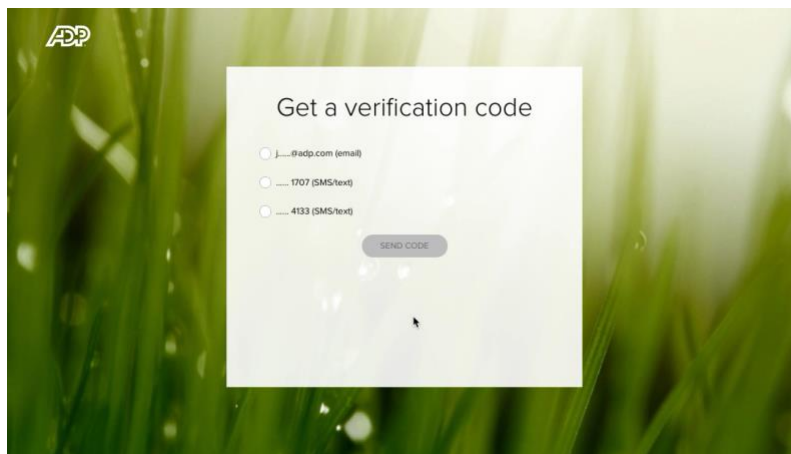 ADP
Get a verification code
j......@adp.com (email)
...... 1707 (SMS/text)
...... 4133 (SMS/text)
SEND CODE